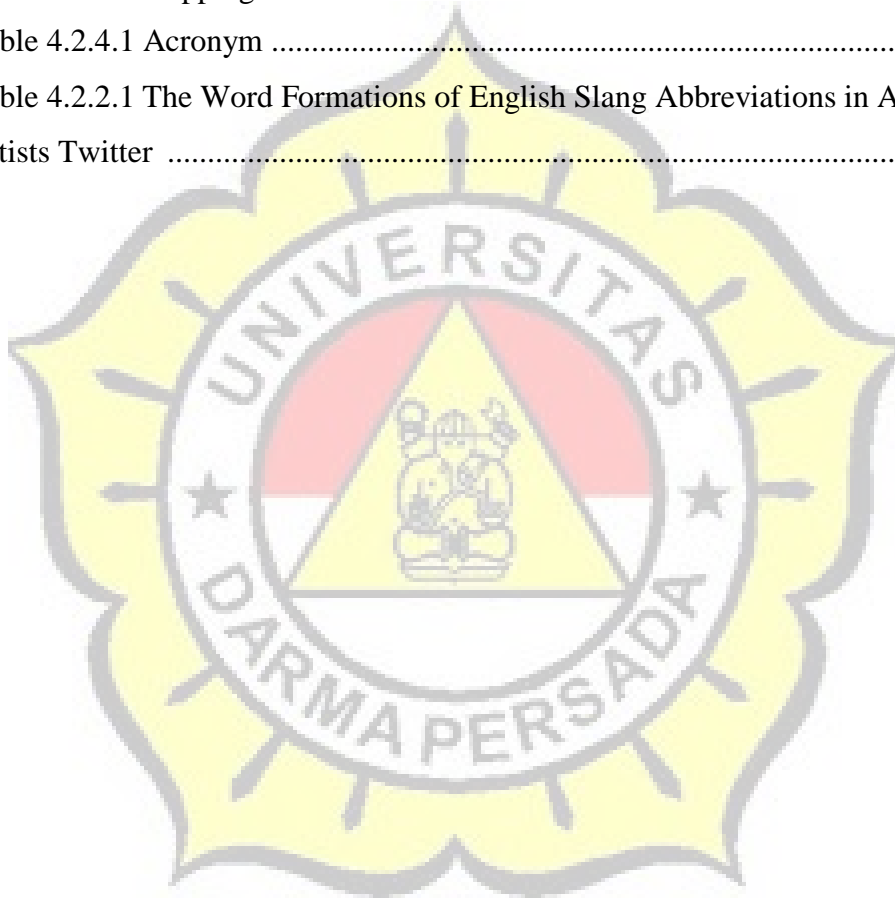 pping
ble 4.2.4.1 Acronym ........................................................................
ble 4.2.2.1 The Word Formations of English Slang Abbreviations in A
tists Twitter ....................................................................................
UNIVERSITAS
DARMA PERSADA